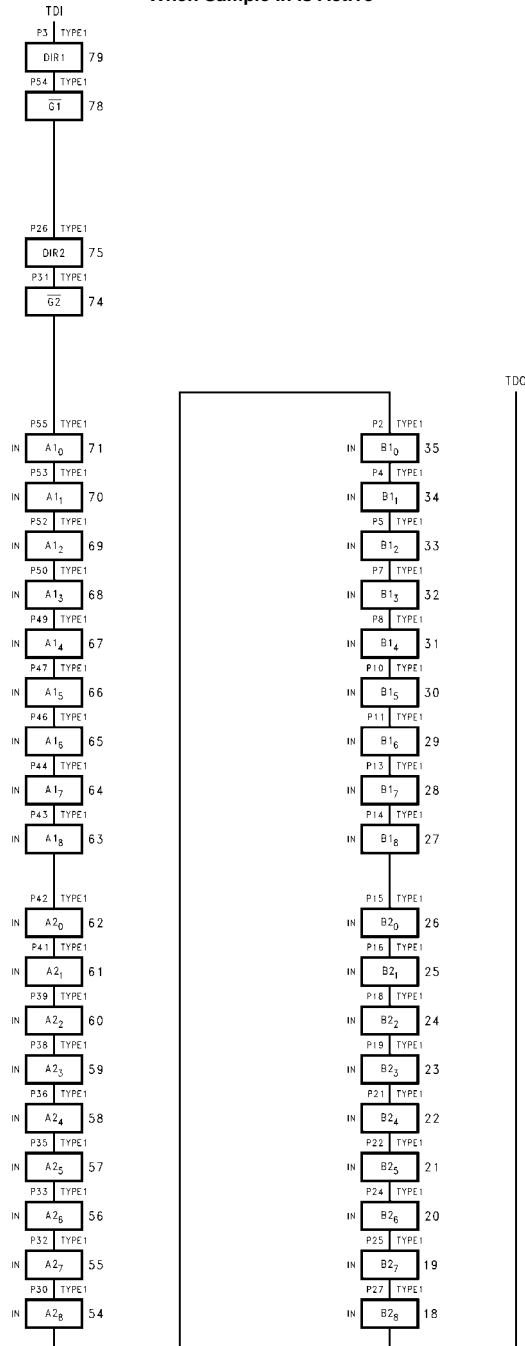 When Sample In Is Active
TDI
P3 TYPE1
DIR1 79
P54 TYPE1
G1 78
P26 TYPE1
DIR2 75
P31 TYPE1
G2 74
TDO
P55 TYPE1
IN A1₀ 71
P53 TYPE1
IN A1₁ 70
P52 TYPE1
IN A1₂ 69
P50 TYPE1
IN A1₃ 68
P49 TYPE1
IN A1₄ 67
P47 TYPE1
IN A1₅ 66
P46 TYPE1
IN A1₆ 65
P44 TYPE1
IN A1₇ 64
P43 TYPE1
IN A1₈ 63
P42 TYPE1
IN A2₀ 62
P41 TYPE1
IN A2₁ 61
P39 TYPE1
IN A2₂ 60
P38 TYPE1
IN A2₃ 59
P36 TYPE1
IN A2₄ 58
P35 TYPE1
IN A2₅ 57
P33 TYPE1
IN A2₆ 56
P32 TYPE1
IN A2₇ 55
P30 TYPE1
IN A2₈ 54
P2 TYPE1
IN B1₀ 35
P4 TYPE1
IN B1₁ 34
P5 TYPE1
IN B1₂ 33
P7 TYPE1
IN B1₃ 32
P8 TYPE1
IN B1₄ 31
P10 TYPE1
IN B1₅ 30
P11 TYPE1
IN B1₆ 29
P13 TYPE1
IN B1₇ 28
P14 TYPE1
IN B1₈ 27
P15 TYPE1
IN B2₀ 26
P16 TYPE1
IN B2₁ 25
P18 TYPE1
IN B2₂ 24
P19 TYPE1
IN B2₃ 23
P21 TYPE1
IN B2₄ 22
P22 TYPE1
IN B2₅ 21
P24 TYPE1
IN B2₆ 20
P25 TYPE1
IN B2₇ 19
P27 TYPE1
IN B2₈ 18